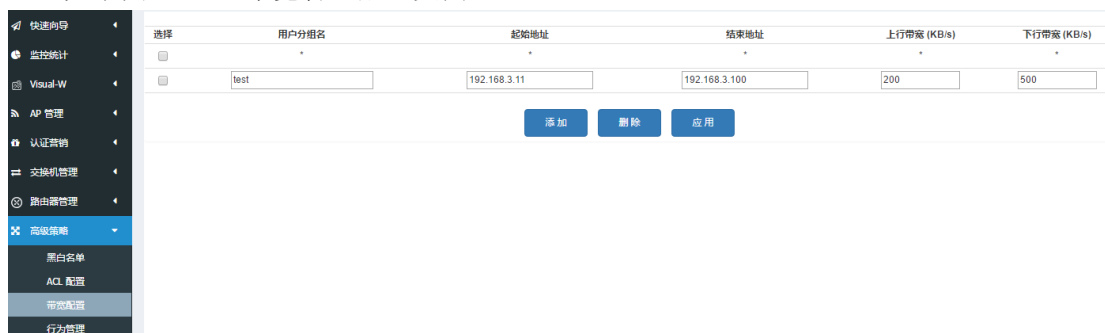 快速向导
监控统计
Visual-W
AP 管理
认证营销
交换机管理
路由器管理
高级策略
黑白名单
ACL 配置
带宽配置
行为管理
选择 用户分组名 起始地址 结束地址 上行带宽 (KB/s) 下行带宽 (KB/s)
* * * * *
test 192.168.3.11 192.168.3.100 200 500
添加 删除 应用